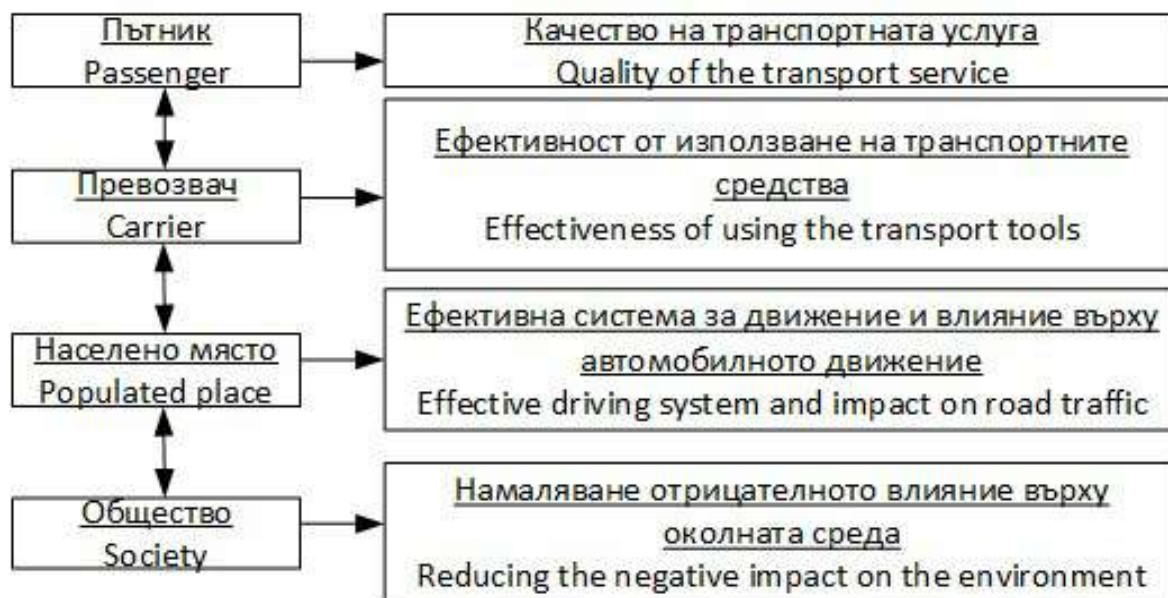 Пътник
Passenger
Качество на транспортната услуга
Quality of the transport service
Превозвач
Carrier
Ефективност от използване на транспортните
средства
Effectiveness of using the transport tools
Населено място
Populated place
Ефективна система за движение и влияние върху
автомобилното движение
Effective driving system and impact on road traffic
Общество
Society
Намаляване отрицателното влияние върху
околната среда
Reducing the negative impact on the environment